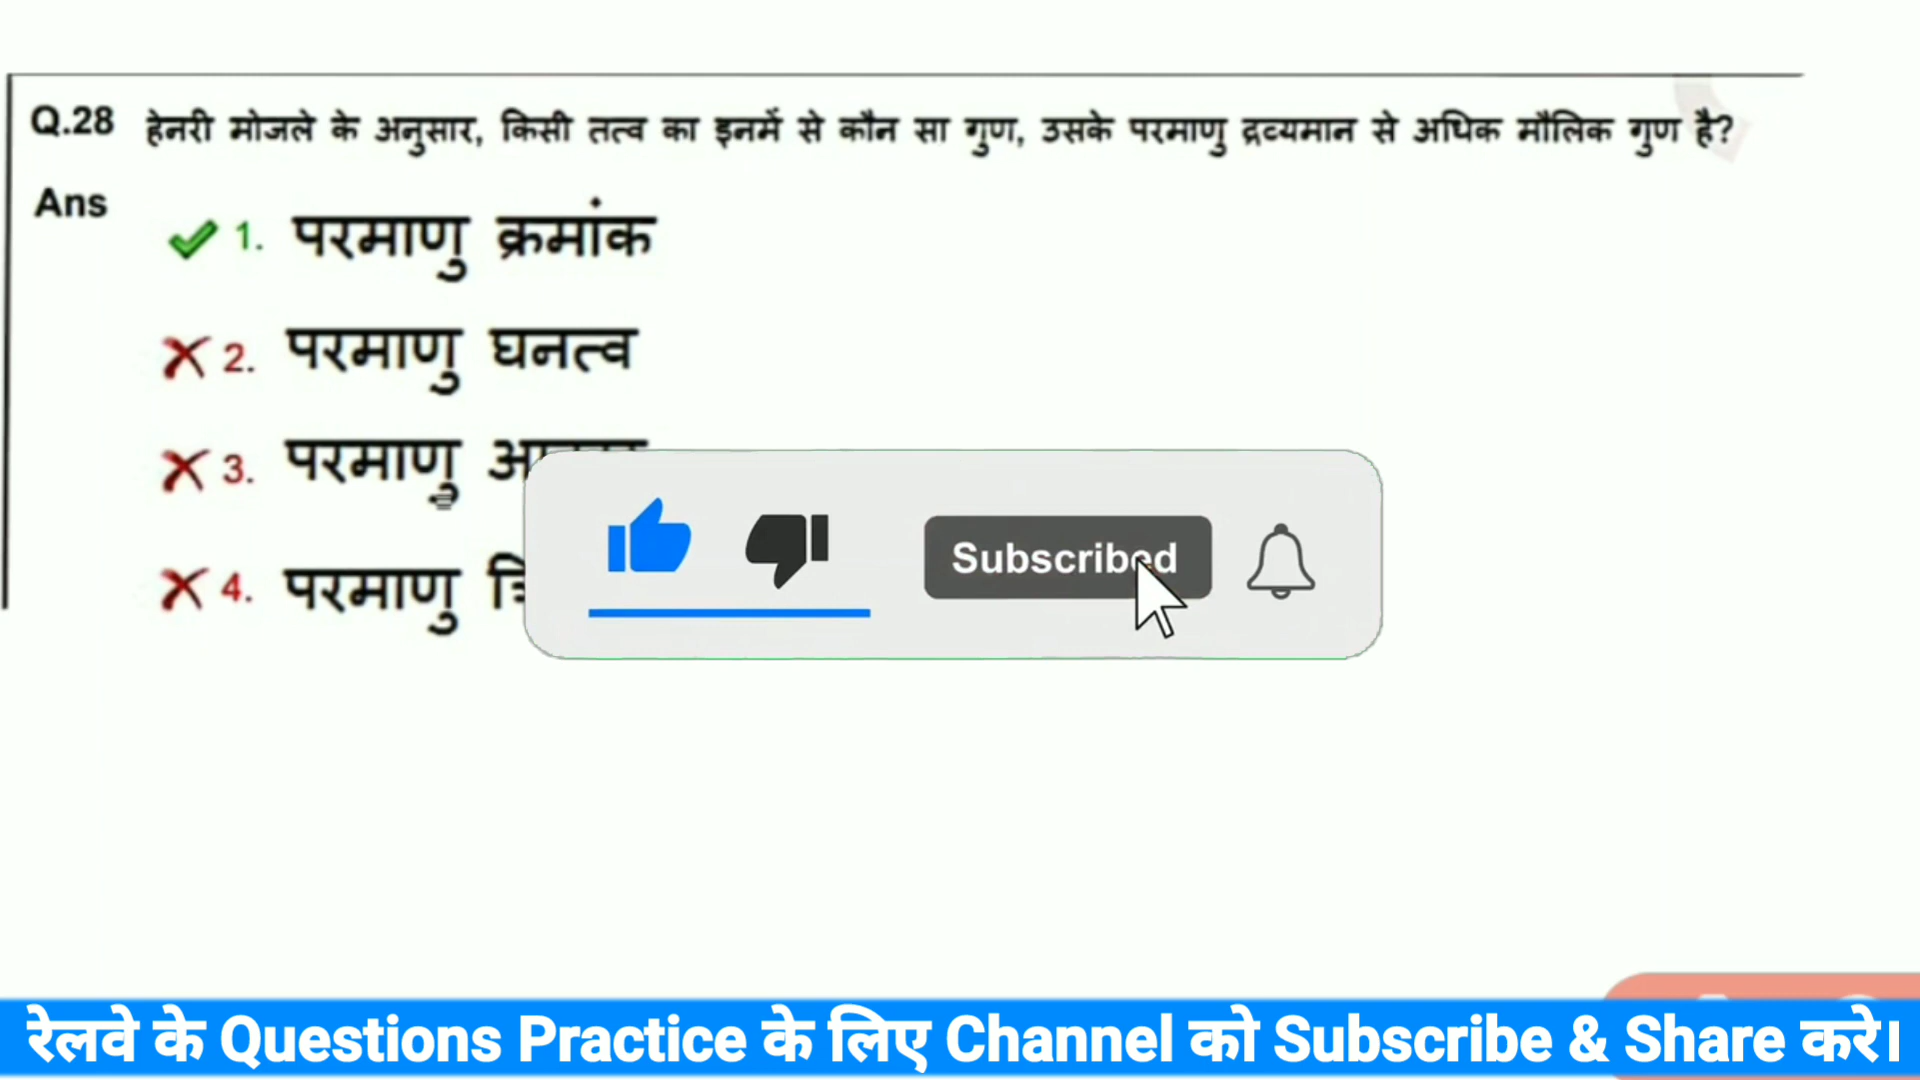 Q.28 हेनरी मोजले के अनुसार, किसी तत्व का इनमें से कौन सा गुण, उसके परमाणु द्रव्यमान से अधिक मौलिक गुण है?
Ans
1. परमाणु क्रमांक
2. परमाणु घनत्व
3. परमाणु
4. परमाणु
Subscribed
रेलवे के Questions Practice के लिए Channel को Subscribe & Share करे।